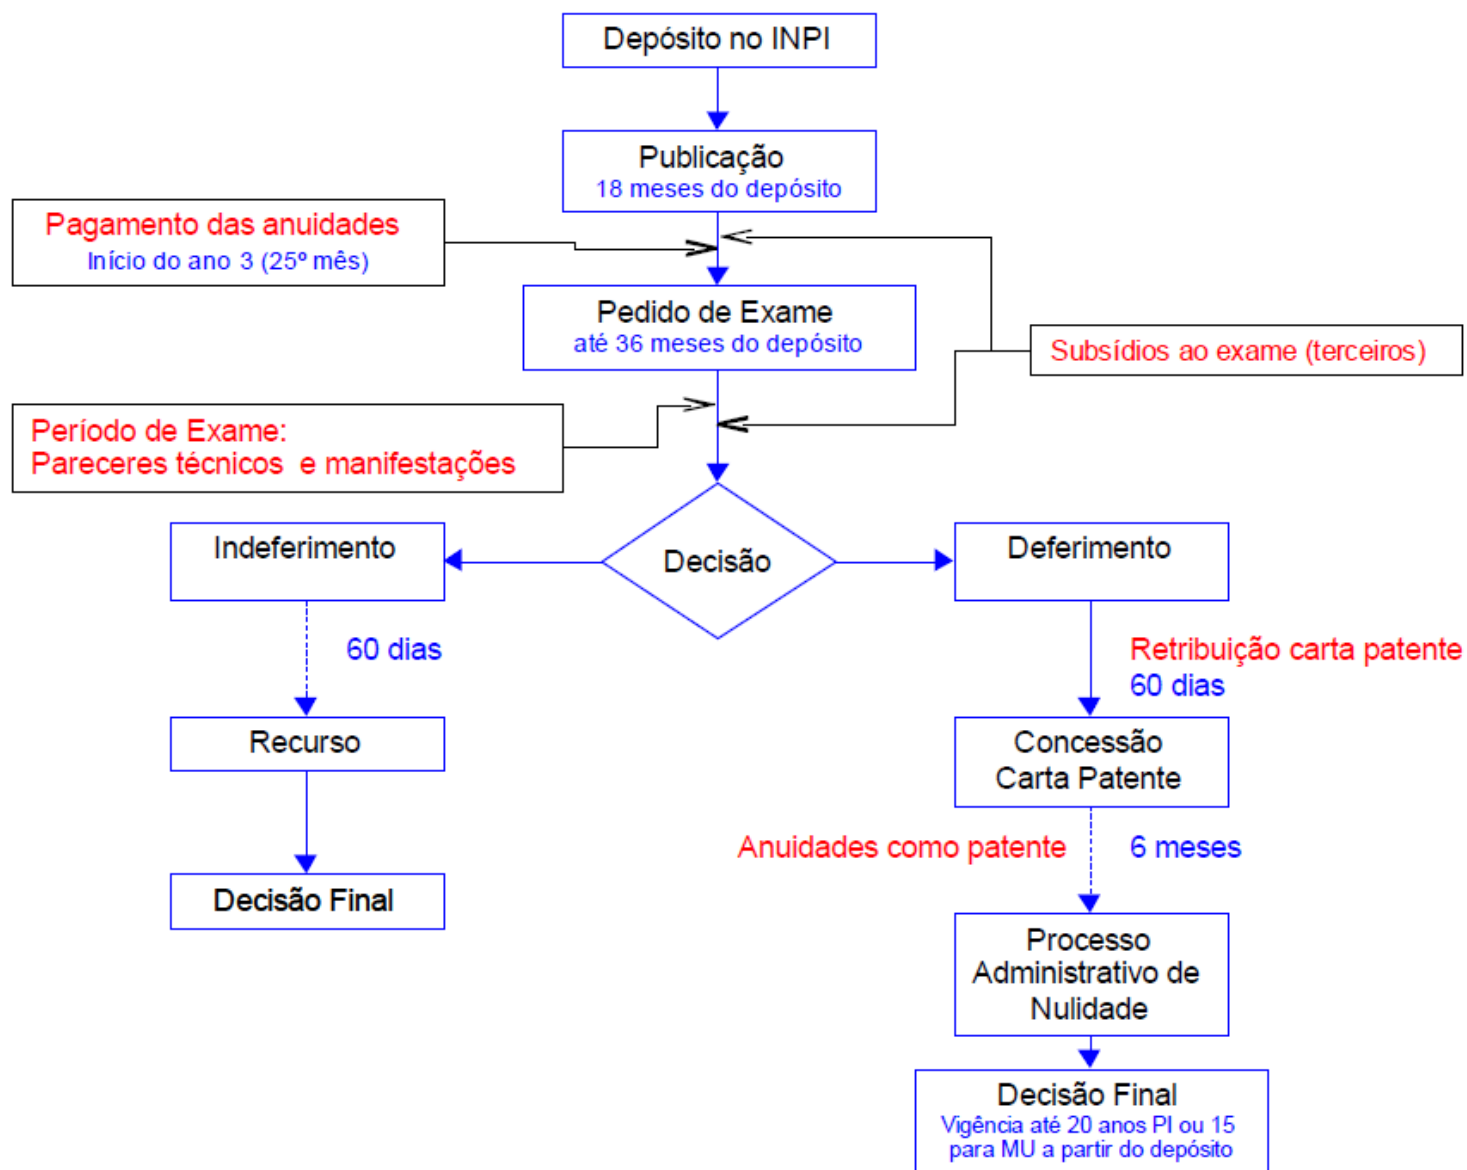 Depósito no INPI
Publicação
18 meses do depósito
Pagamento das anuidades
Início do ano 3 (25º mês)
Pedido de Exame
até 36 meses do depósito
Subsídios ao exame (terceiros)
Período de Exame:
Pareceres técnicos e manifestações
Indeferimento
Decisão
Deferimento
60 dias
Retribuição carta patente
60 dias
Recurso
Concessão
Carta Patente
Anuidades como patente
6 meses
Decisão Final
Processo
Administrativo de
Nulidade
Decisão Final
Vigência até 20 anos PI ou 15
para MU a partir do depósito